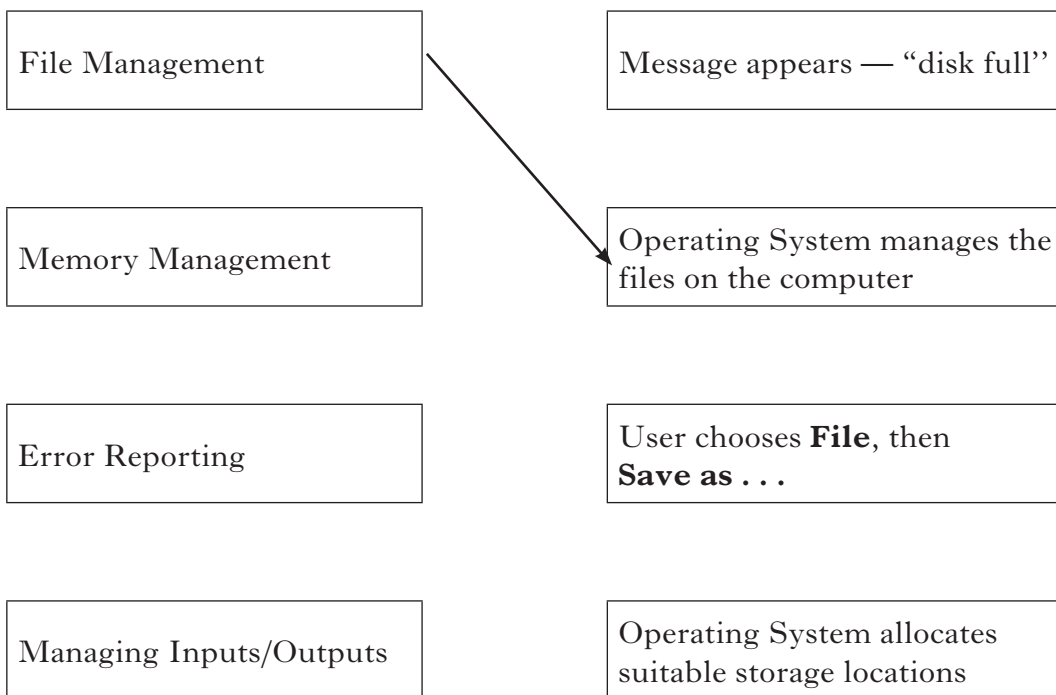 File Management
Message appears — “disk full’’
Memory Management
Operating System manages the
files on the computer
Error Reporting
User chooses File, then
Save as . . .
Managing Inputs/Outputs
Operating System allocates
suitable storage locations